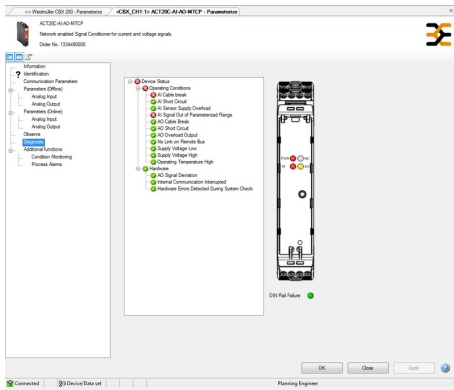 Weidmüller CBX 200 - Parameterize
<CBX_CH1:1> ACT20C-AI-AO-MTCP - Parameterize
ACT20C-AI-AO-MTCP
Network enabled Signal Conditioner for current and voltage signals.
Order No. 1334480000
Information
Identification
Communication Parameters
Parameters (Offline)
Analog Input
Analog Output
Parameters (Online)
Analog Input
Analog Output
Observe
Diagnosis
Additional functions
Condition Monitoring
Process Alarms
Device Status
Operating Conditions
AI Cable break
AI Short Circuit
AI Sensor Supply Overload
AI Signal Out of Parameterised Range
AO Cable Break
AO Short Circuit
AO Overload Output
No Link on Remote Bus
Supply Voltage Low
Supply Voltage High
Operating Temperature High
Hardware
AO Signal Deviation
Internal Communication Interrupted
Hardware Errors Detected During System Check
DIN Rail Failure
OK
Close
Apply
Connected
Device/Data set
Planning Engineer